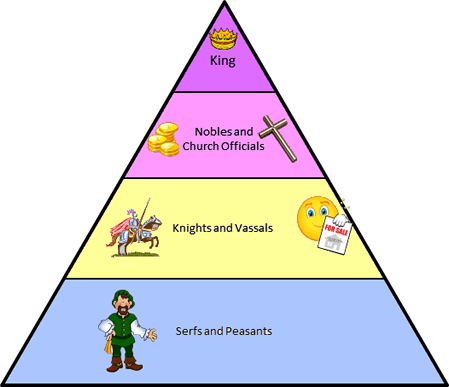 King
Nobles and
Church Officials
Knights and Vassals
FOR SALE
Serfs and Peasants